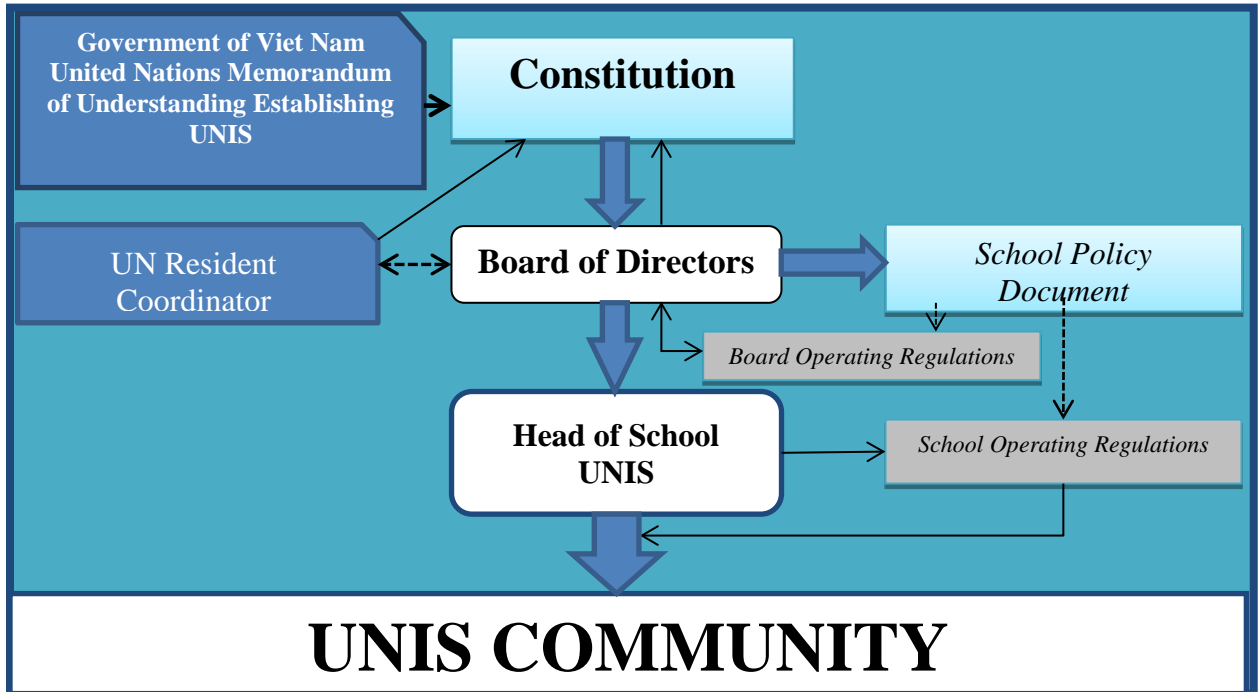 Government of Viet Nam
United Nations Memorandum
of Understanding Establishing
UNIS
Constitution
UN Resident
Coordinator
Board of Directors
School Policy
Document
Board Operating Regulations
Head of School
UNIS
School Operating Regulations
UNIS COMMUNITY